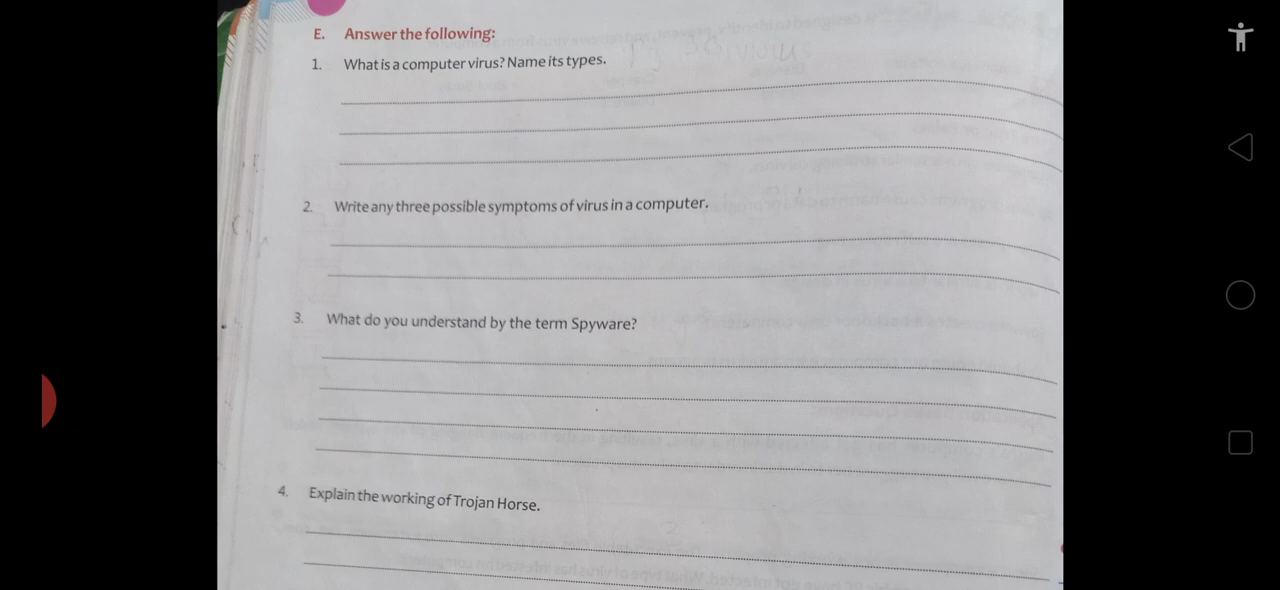 E. Answer the following:
1. What is a computer virus? Name its types.
2. Write any three possible symptoms of virus in a computer.
3. What do you understand by the term Spyware?
4. Explain the working of Trojan Horse.